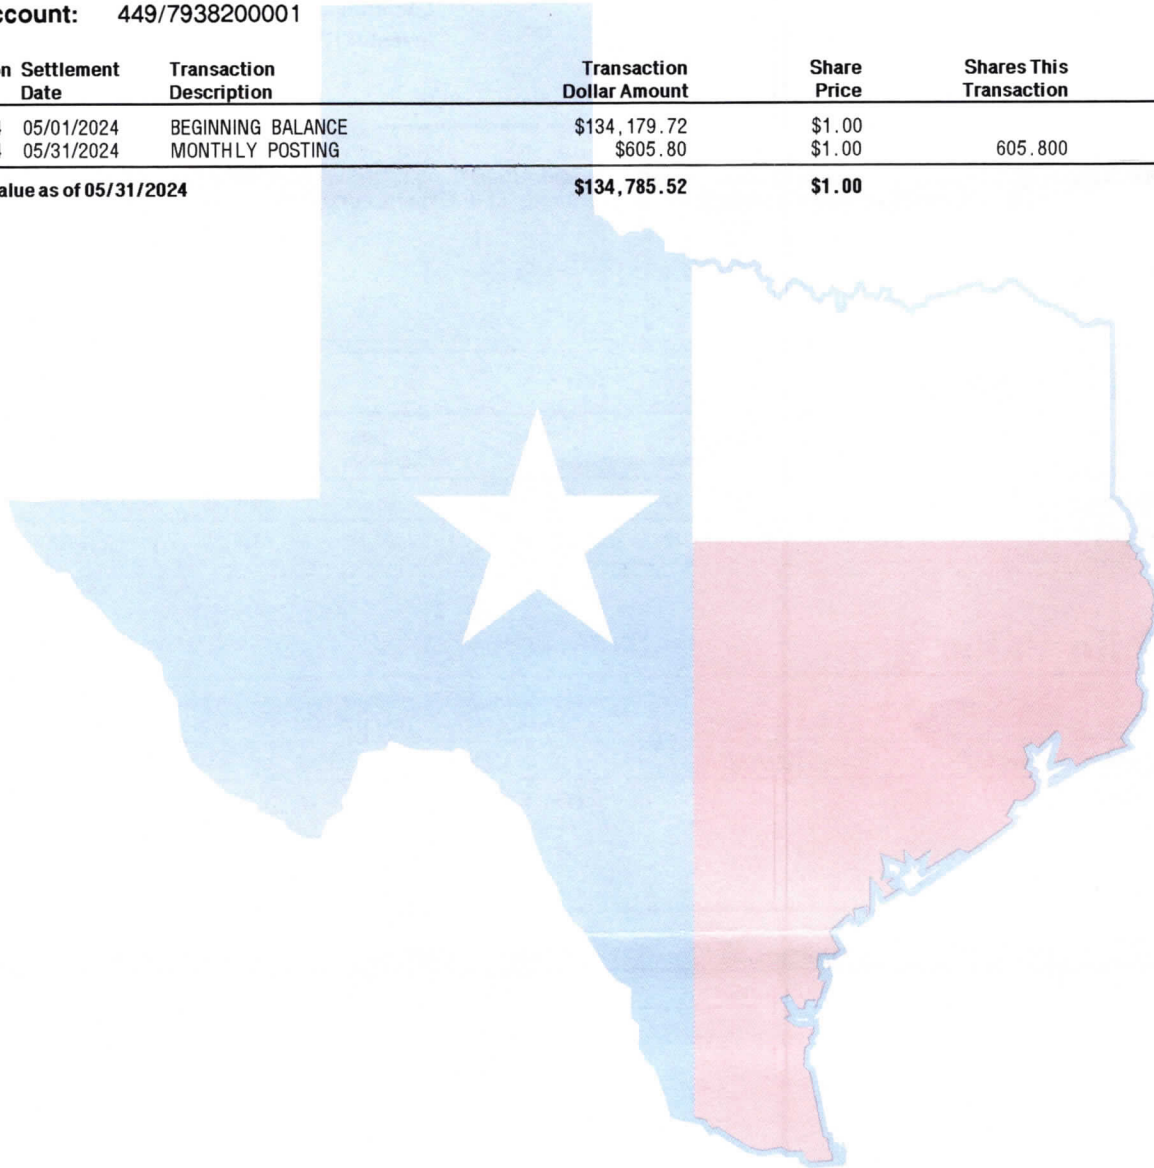 ccount: 449/7938200001
n Settlement Transaction Transaction Share Shares This
Date Description Dollar Amount Price Transaction
05/01/2024 BEGINNING BALANCE $134,179.72 $1.00
05/31/2024 MONTHLY POSTING $605.80 $1.00 605.800
alue as of 05/31/2024 $134,785.52 $1.00